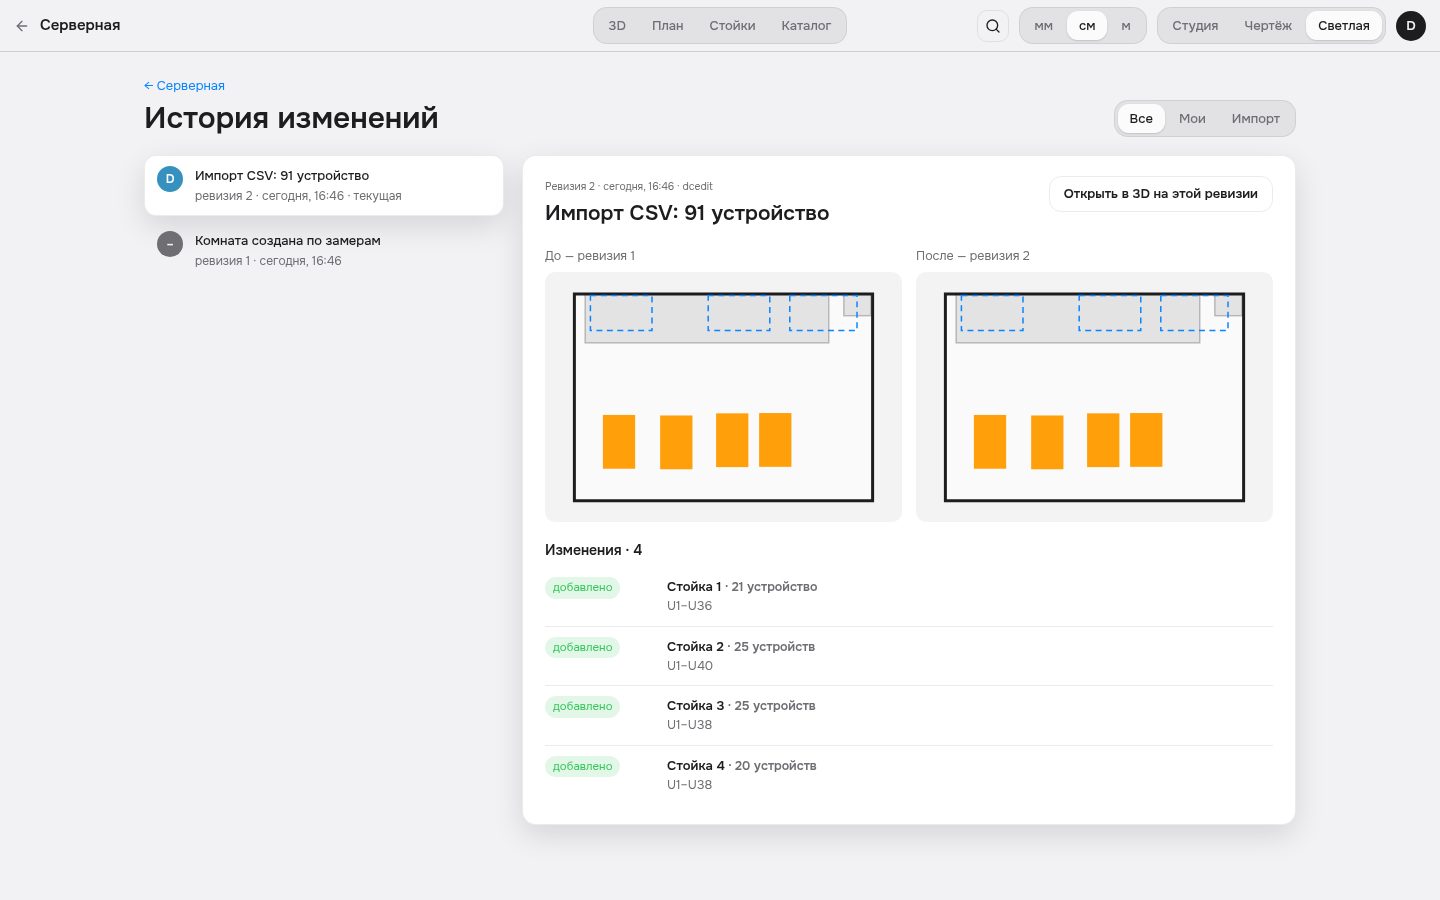 Серверная
3D План Стойки Каталог
мм см м
Студия Чертёж Светлая
D
← Серверная
История изменений
Все Мои Импорт
D
Импорт CSV: 91 устройство
ревизия 2 · сегодня, 16:46 · текущая
–
Комната создана по замерам
ревизия 1 · сегодня, 16:46
Ревизия 2 · сегодня, 16:46 · dcedit
Импорт CSV: 91 устройство
Открыть в 3D на этой ревизии
До — ревизия 1
После — ревизия 2
Изменения · 4
добавлено
Стойка 1 · 21 устройство
U1–U36
добавлено
Стойка 2 · 25 устройств
U1–U40
добавлено
Стойка 3 · 25 устройств
U1–U38
добавлено
Стойка 4 · 20 устройств
U1–U38